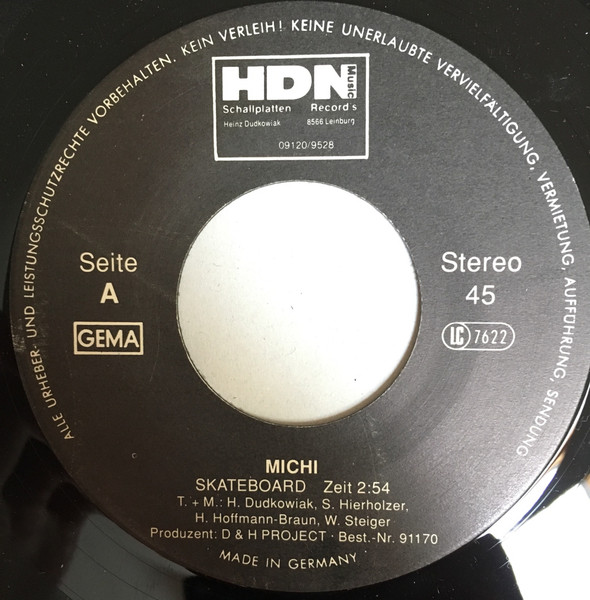 ALLE URHEBER- UND LEISTUNGSSCHUTZRECHTE VORBEHALTEN. KEIN VERLEIH! KEINE UNERLAUBTE VERVIELFÄLTIGUNG, VERMIETUNG, AUFFÜHRUNG, SENDUNG
HDN Music
Schallplatten Record's
Heinz Dudkowiak 8566 Leinburg
09120/9528
Seite
A
GEMA
Stereo
45
LC 7622
MICHI
SKATEBOARD Zeit 2:54
T. + M.: H. Dudkowiak, S. Hierholzer,
H. Hoffmann-Braun, W. Steiger
Produzent: D & H PROJECT · Best.-Nr. 91170
MADE IN GERMANY